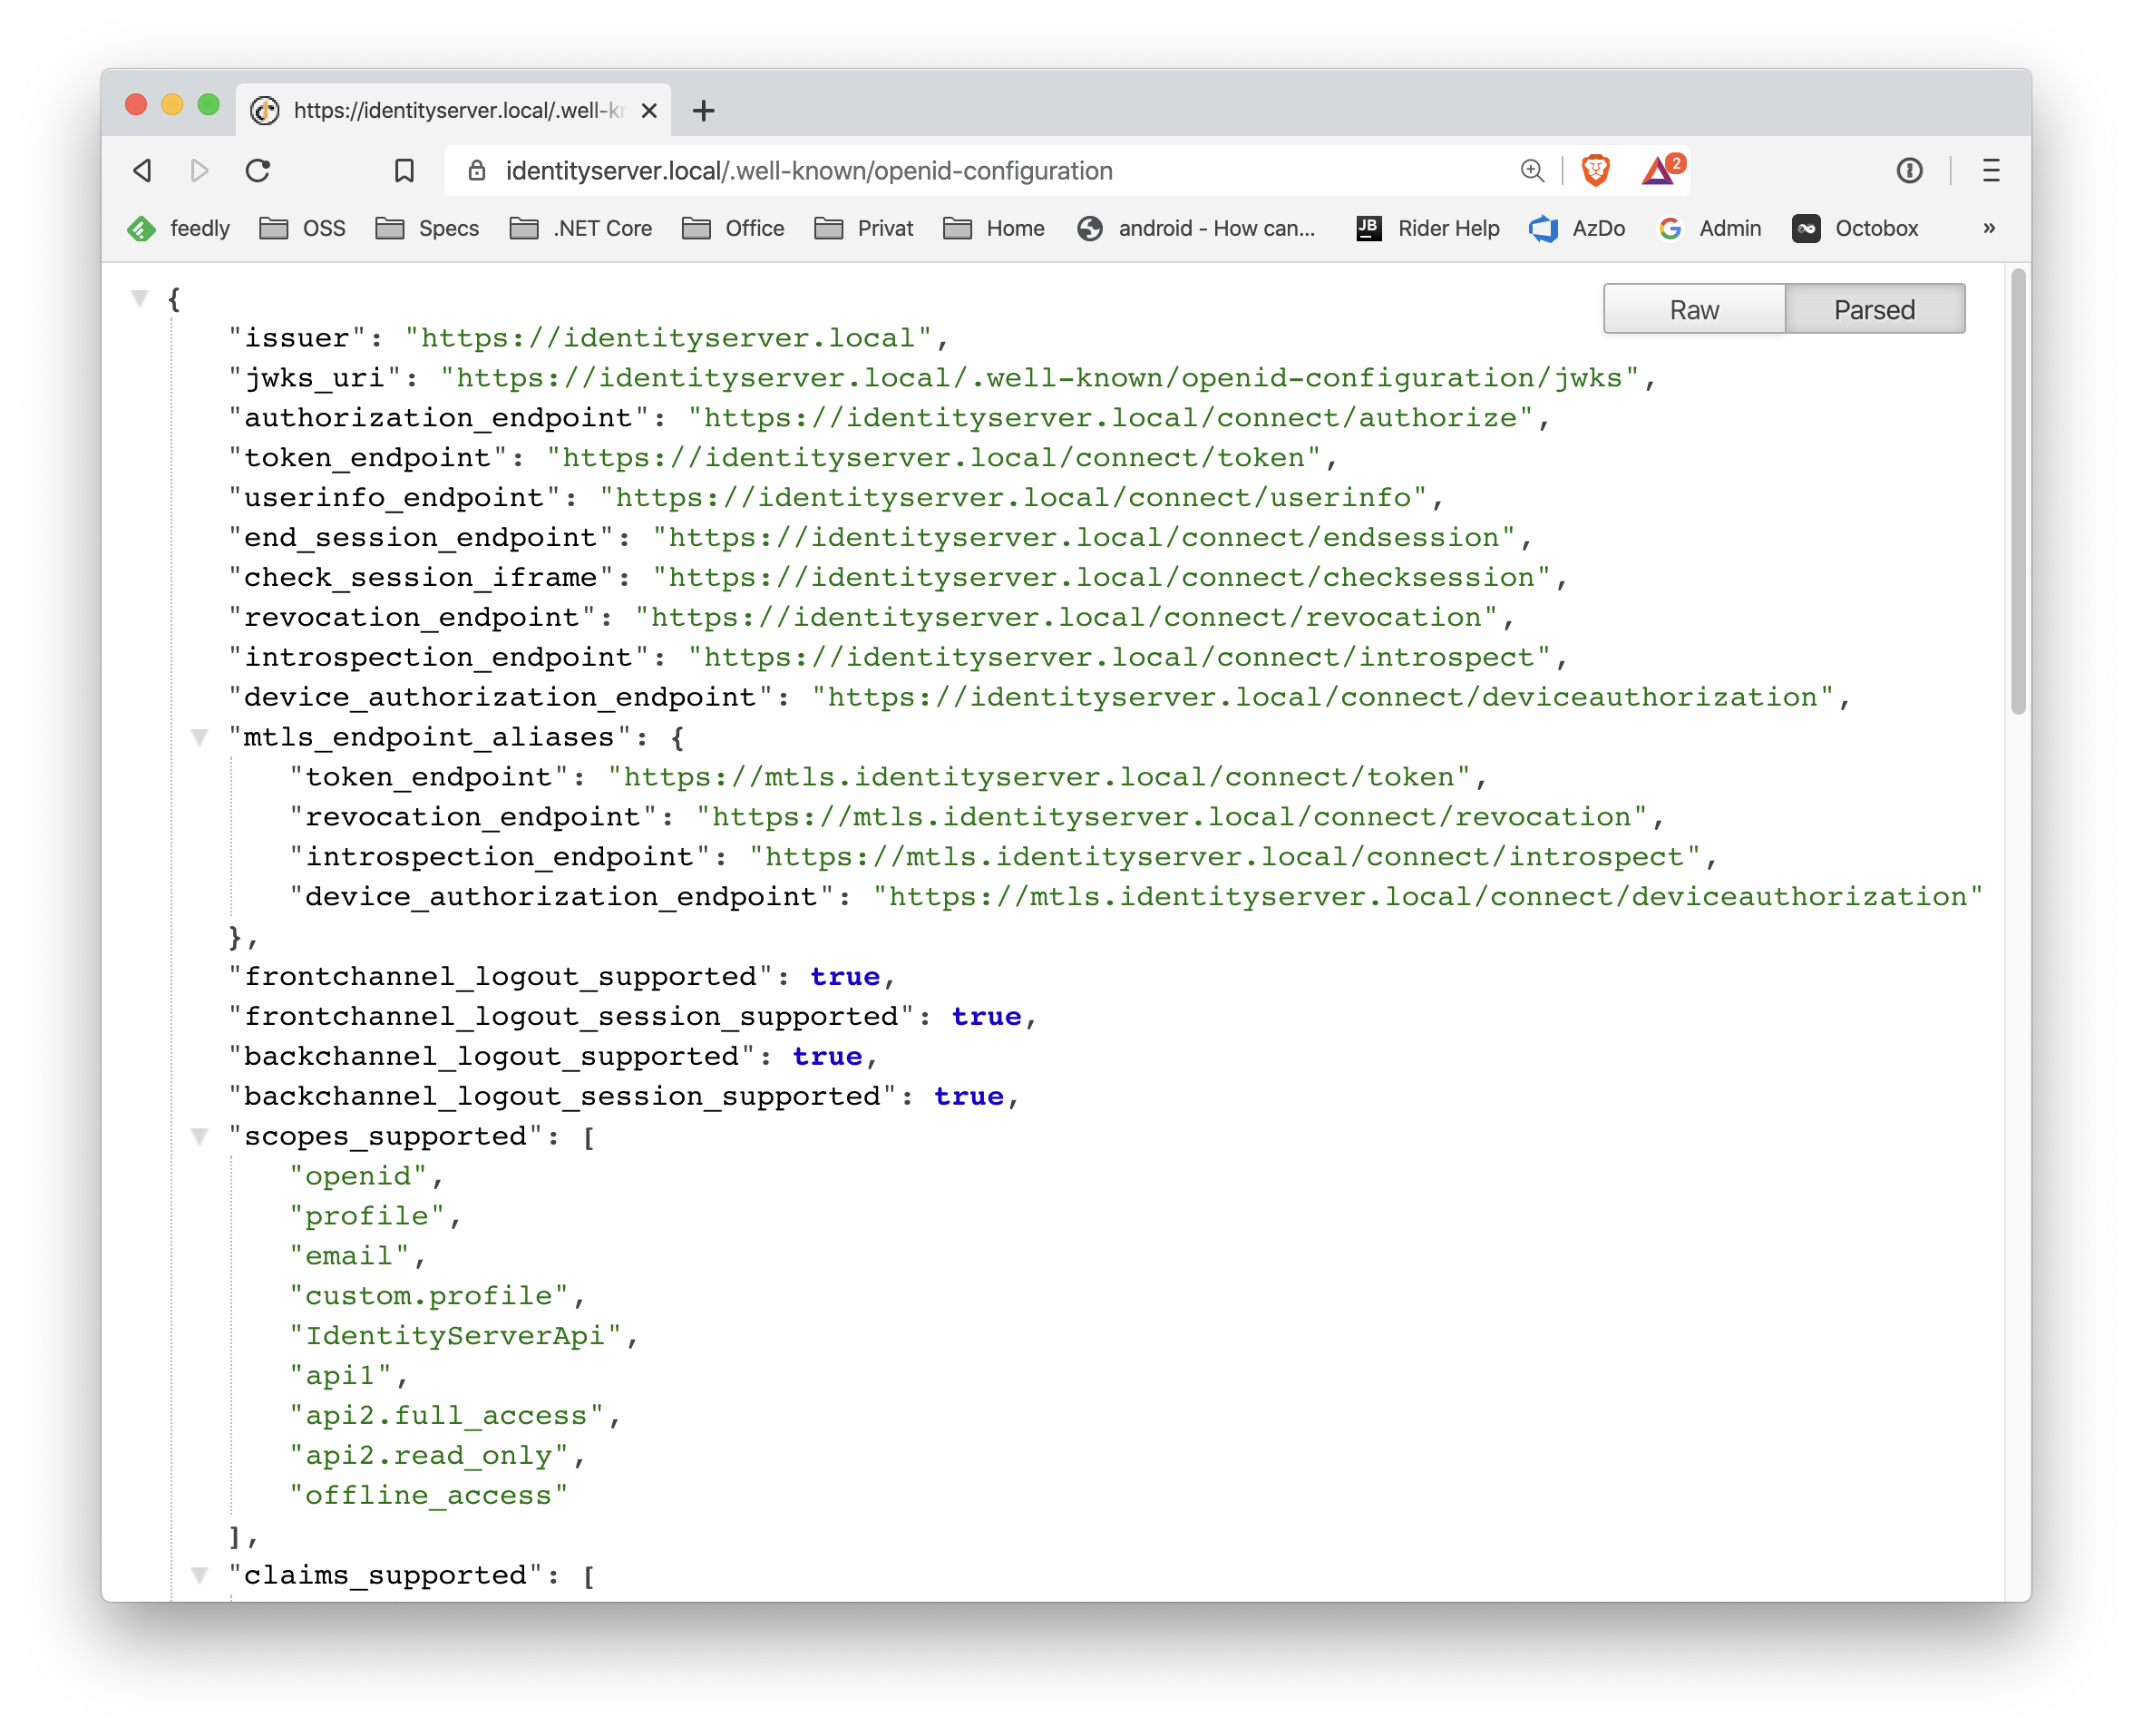 https://identityserver.local/.well-kn
identityserver.local/.well-known/openid-configuration
2
feedly OSS Specs .NET Core Office Privat Home android - How can... JB Rider Help AzDo G Admin Octobox »
Raw Parsed
{
"issuer": "https://identityserver.local",
"jwks_uri": "https://identityserver.local/.well-known/openid-configuration/jwks",
"authorization_endpoint": "https://identityserver.local/connect/authorize",
"token_endpoint": "https://identityserver.local/connect/token",
"userinfo_endpoint": "https://identityserver.local/connect/userinfo",
"end_session_endpoint": "https://identityserver.local/connect/endsession",
"check_session_iframe": "https://identityserver.local/connect/checksession",
"revocation_endpoint": "https://identityserver.local/connect/revocation",
"introspection_endpoint": "https://identityserver.local/connect/introspect",
"device_authorization_endpoint": "https://identityserver.local/connect/deviceauthorization",
"mtls_endpoint_aliases": {
"token_endpoint": "https://mtls.identityserver.local/connect/token",
"revocation_endpoint": "https://mtls.identityserver.local/connect/revocation",
"introspection_endpoint": "https://mtls.identityserver.local/connect/introspect",
"device_authorization_endpoint": "https://mtls.identityserver.local/connect/deviceauthorization"
},
"frontchannel_logout_supported": true,
"frontchannel_logout_session_supported": true,
"backchannel_logout_supported": true,
"backchannel_logout_session_supported": true,
"scopes_supported": [
"openid",
"profile",
"email",
"custom.profile",
"IdentityServerApi",
"api1",
"api2.full_access",
"api2.read_only",
"offline_access"
],
"claims_supported": [